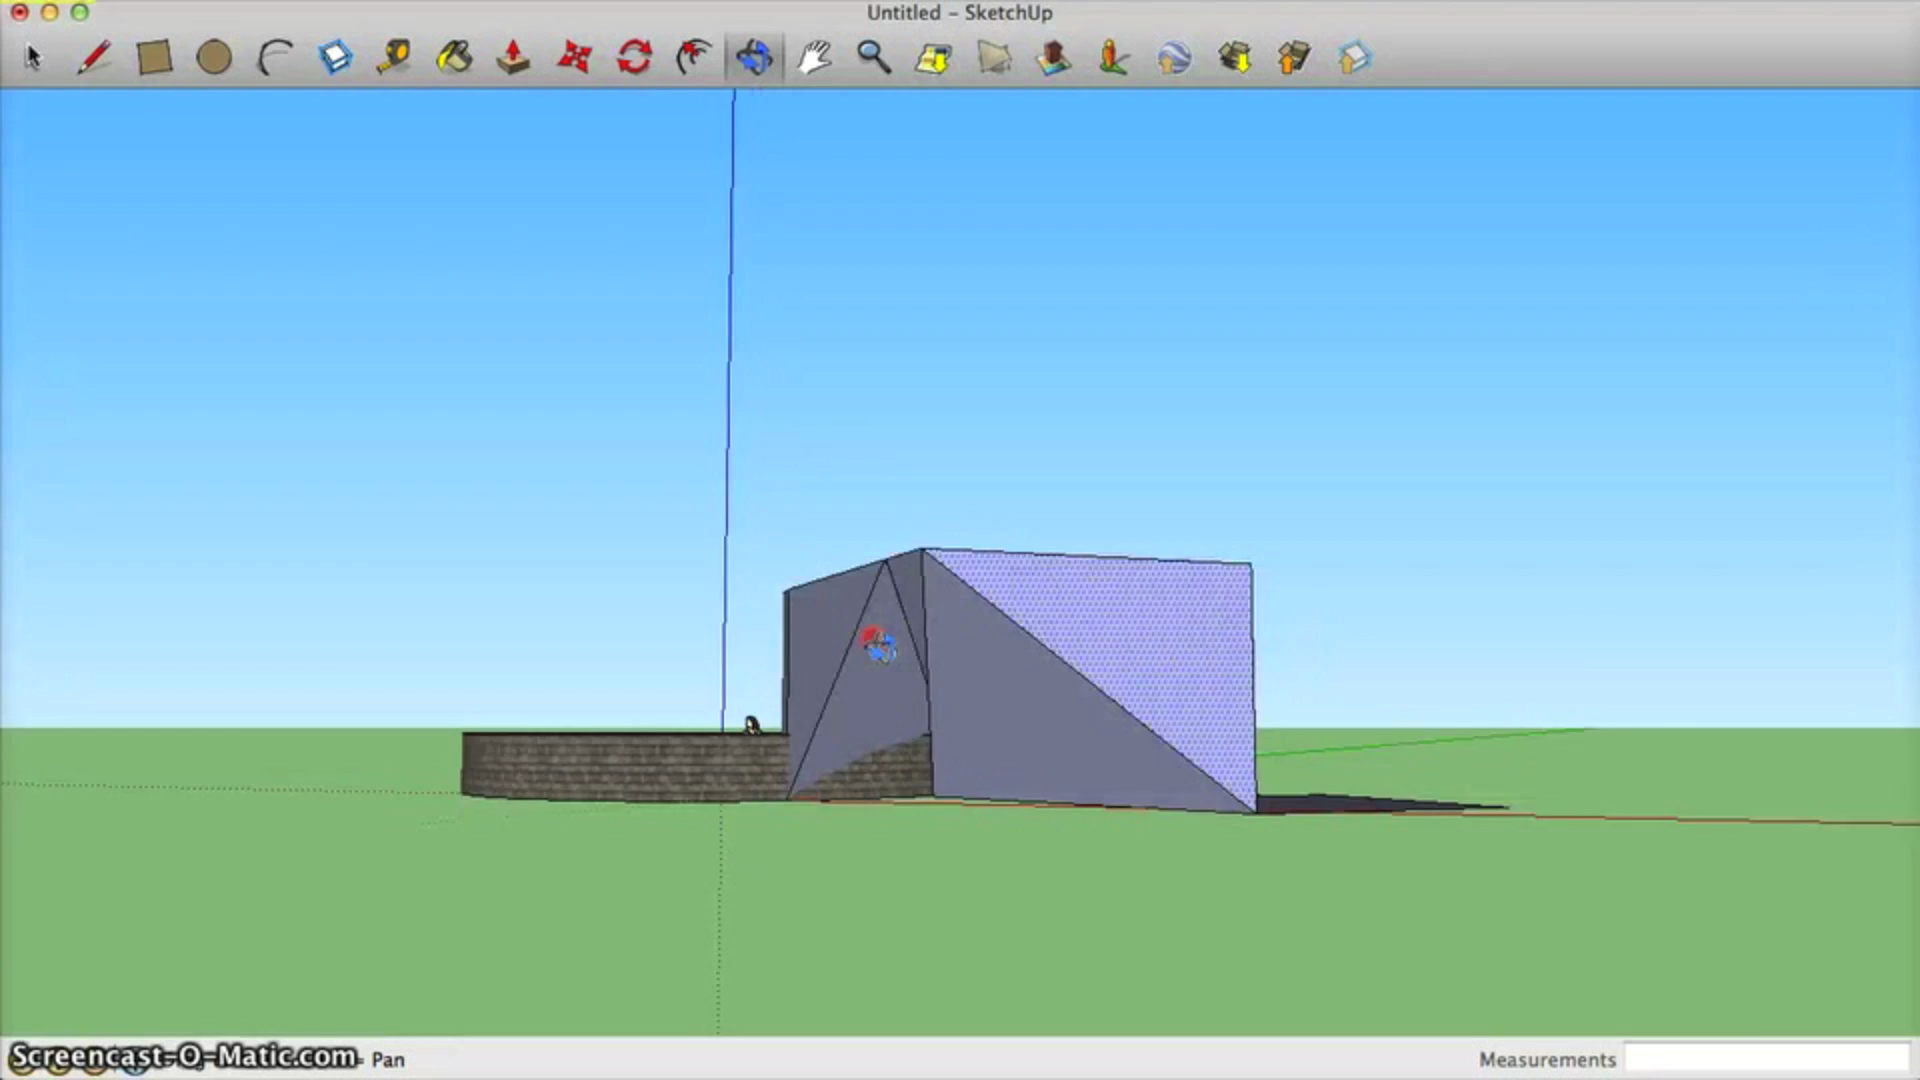 Untitled – SketchUp
Screencast-O-Matic.com = Pan
Measurements